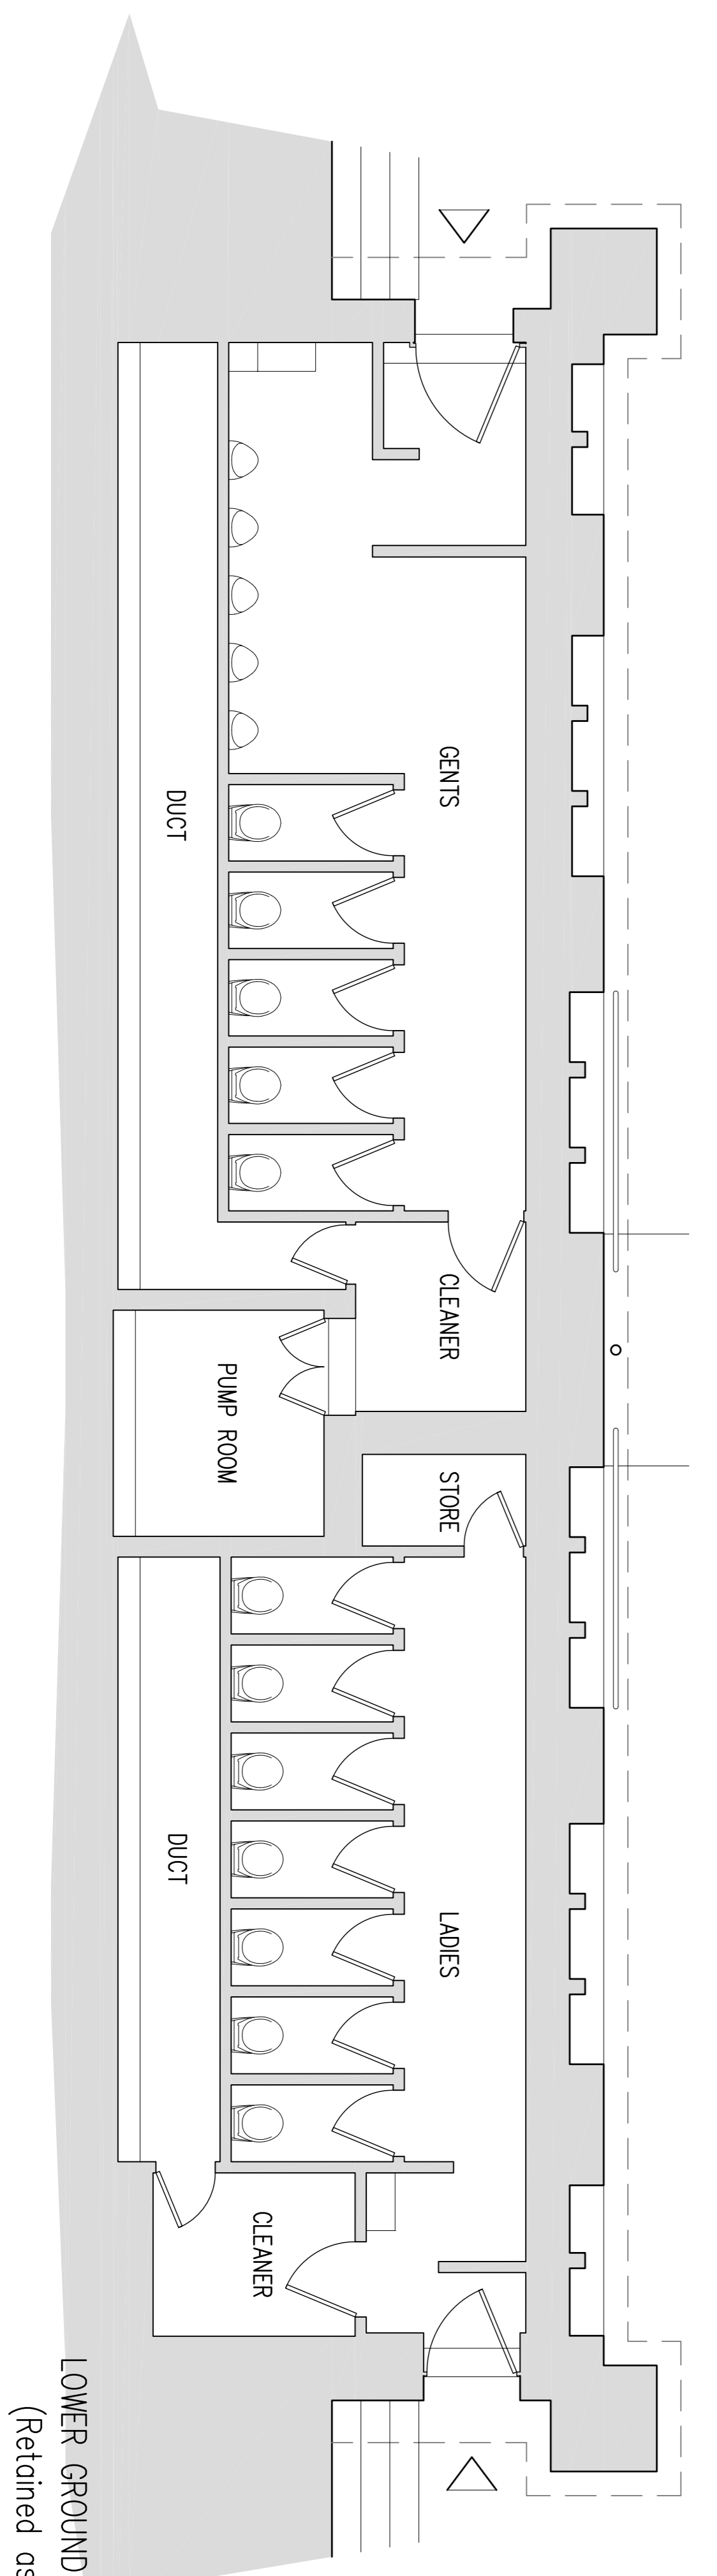 GENTS
DUCT
CLEANER
PUMP ROOM
STORE
LADIES
DUCT
CLEANER
LOWER GROUND
(Retained as